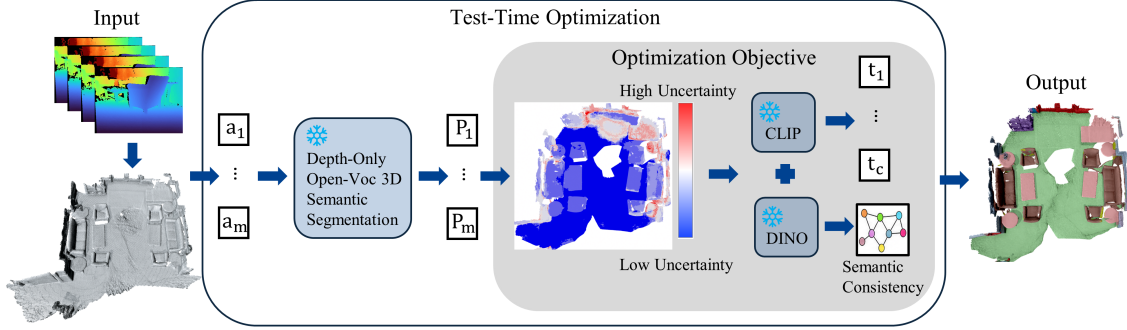 Input
Test-Time Optimization
Optimization Objective
Output
a1
⋮
am
Depth-Only
Open-Voc 3D
Semantic
Segmentation
P1
⋮
Pm
High Uncertainty
Low Uncertainty
CLIP
DINO
t1
⋮
tc
Semantic
Consistency